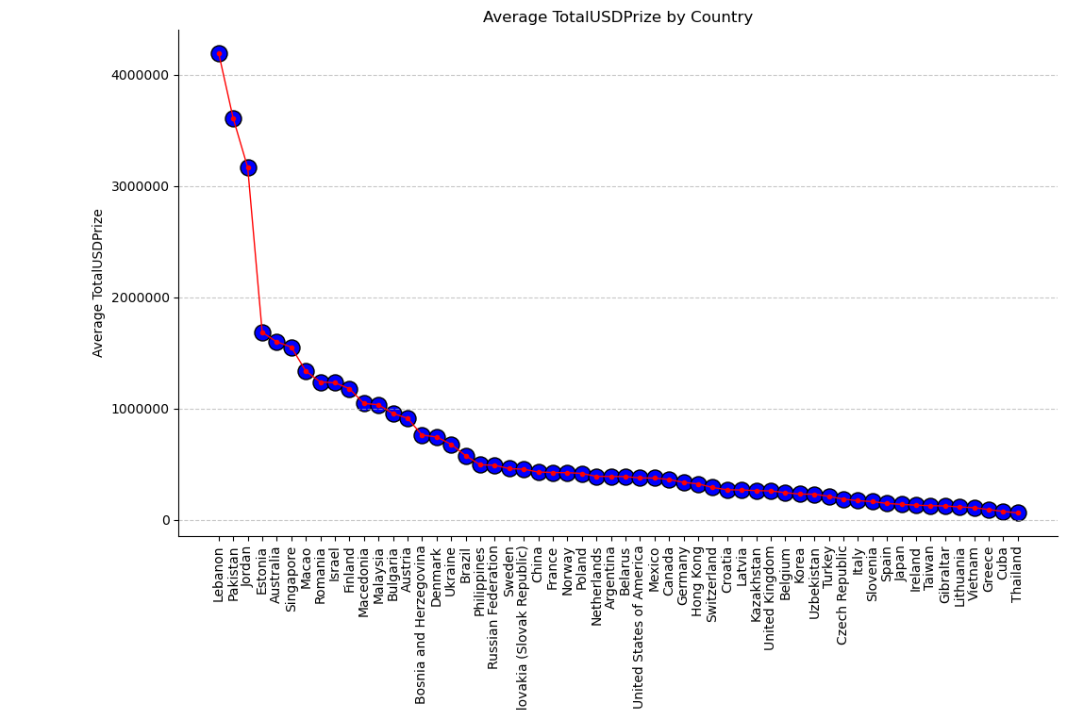 Average TotalUSDPrize by Country
Average TotalUSDPrize
4000000
3000000
2000000
1000000
0
Lebanon
Pakistan
Jordan
Estonia
Australia
Singapore
Macao
Romania
Israel
Finland
Macedonia
Malaysia
Bulgaria
Austria
Bosnia and Herzegovina
Denmark
Ukraine
Brazil
Philippines
Russian Federation
Sweden
lovakia (Slovak Republic)
China
France
Norway
Poland
Netherlands
Argentina
Belarus
United States of America
Mexico
Canada
Germany
Hong Kong
Switzerland
Croatia
Latvia
Kazakhstan
United Kingdom
Belgium
Korea
Uzbekistan
Turkey
Czech Republic
Italy
Slovenia
Spain
Japan
Ireland
Taiwan
Gibraltar
Lithuania
Vietnam
Greece
Cuba
Thailand